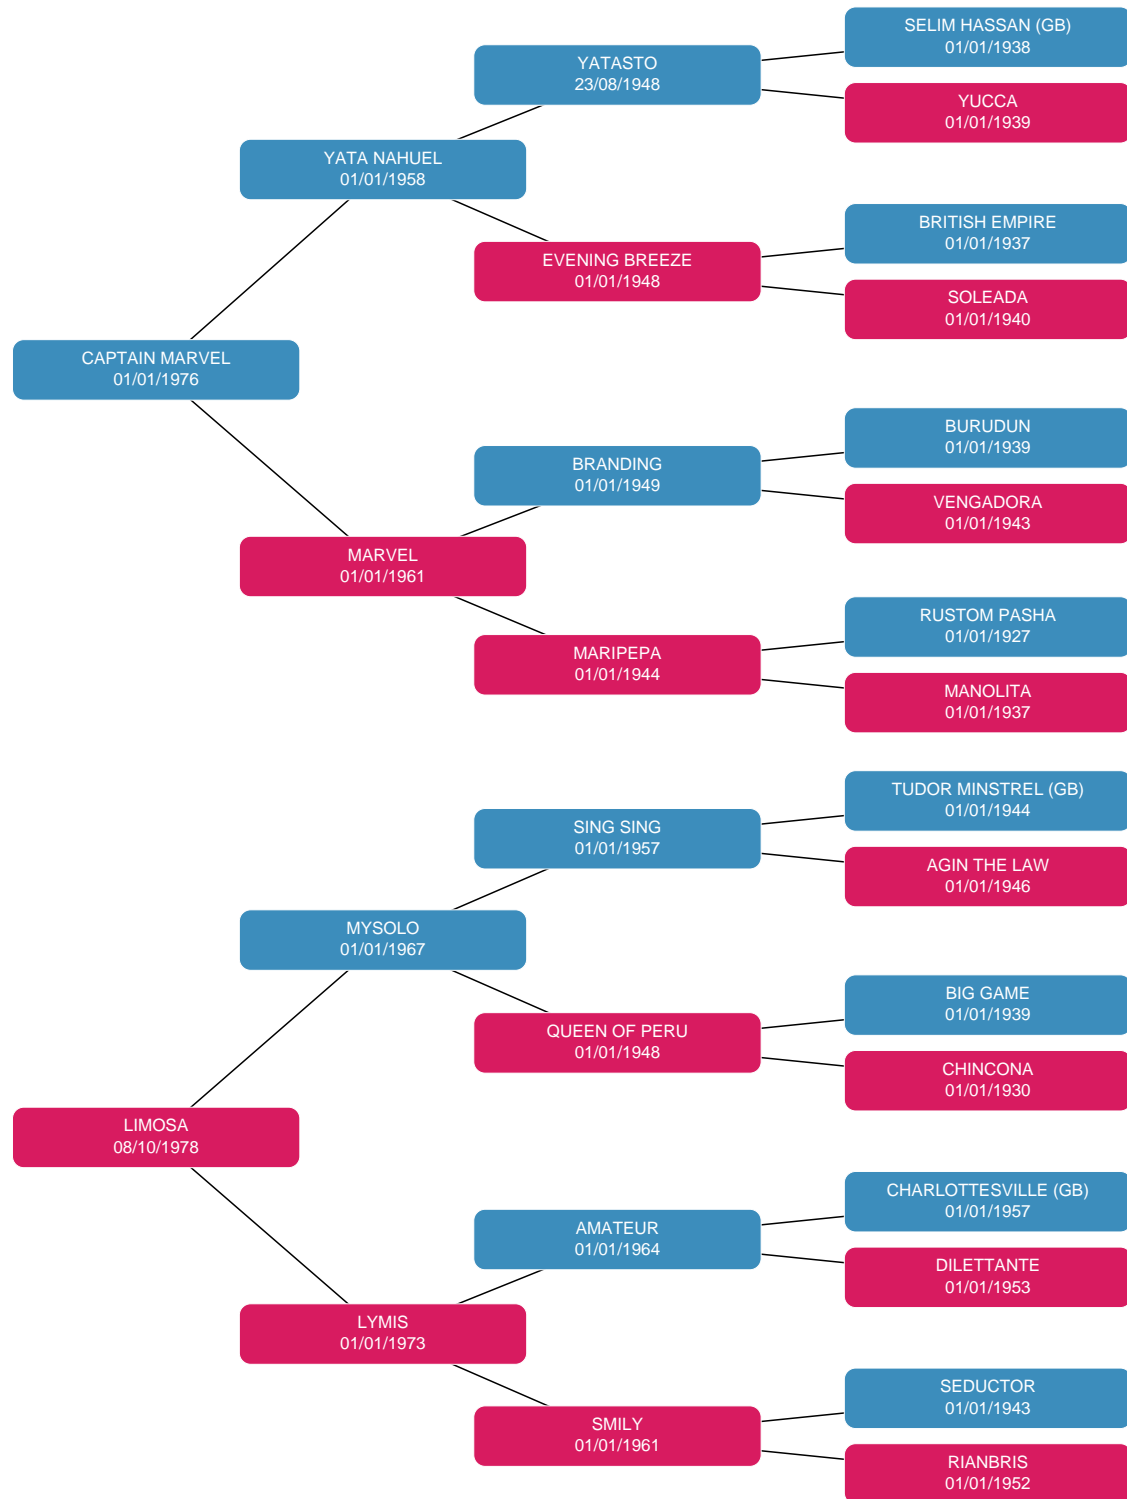 SELIM HASSAN (GB)
01/01/1938
YATASTO
23/08/1948
YUCCA
01/01/1939
YATA NAHUEL
01/01/1958
BRITISH EMPIRE
01/01/1937
EVENING BREEZE
01/01/1948
SOLEADA
01/01/1940
CAPTAIN MARVEL
01/01/1976
BURUDUN
01/01/1939
BRANDING
01/01/1949
VENGADORA
01/01/1943
MARVEL
01/01/1961
RUSTOM PASHA
01/01/1927
MARIPEPA
01/01/1944
MANOLITA
01/01/1937
TUDOR MINSTREL (GB)
01/01/1944
SING SING
01/01/1957
AGIN THE LAW
01/01/1946
MYSOLO
01/01/1967
BIG GAME
01/01/1939
QUEEN OF PERU
01/01/1948
CHINCONA
01/01/1930
LIMOSA
08/10/1978
CHARLOTTESVILLE (GB)
01/01/1957
AMATEUR
01/01/1964
DILETTANTE
01/01/1953
LYMIS
01/01/1973
SEDUCTOR
01/01/1943
SMILY
01/01/1961
RIANBRIS
01/01/1952